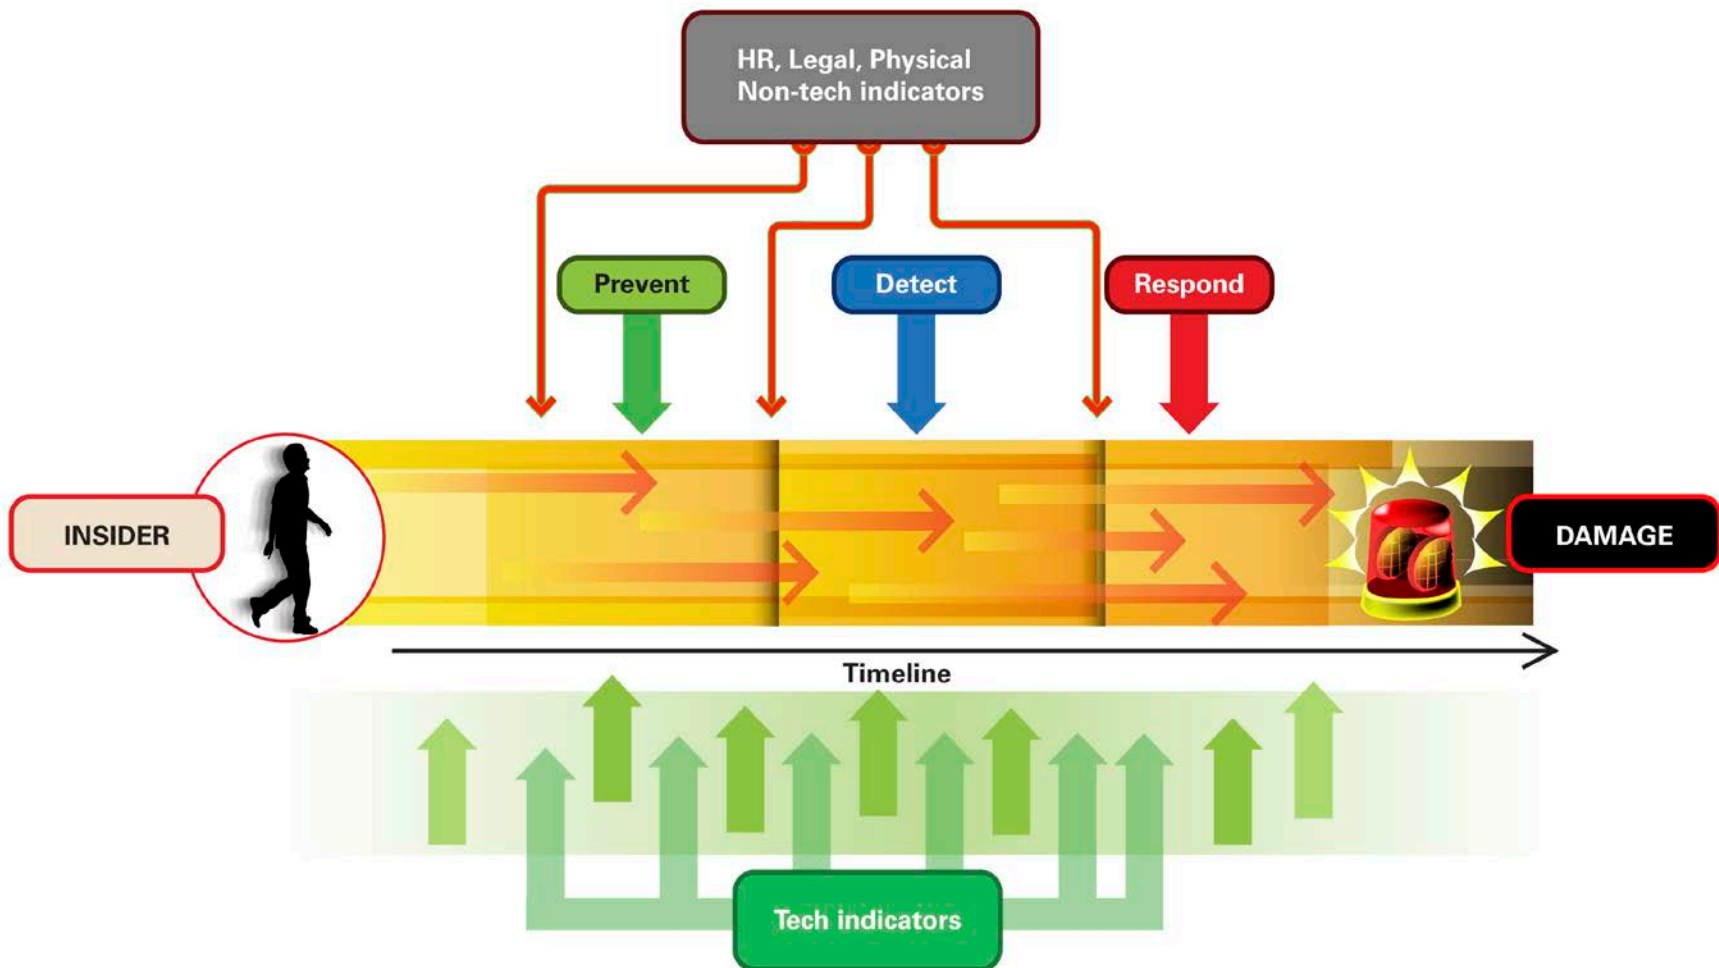 HR, Legal, Physical
Non-tech indicators
Prevent
Detect
Respond
INSIDER
DAMAGE
Timeline
Tech indicators